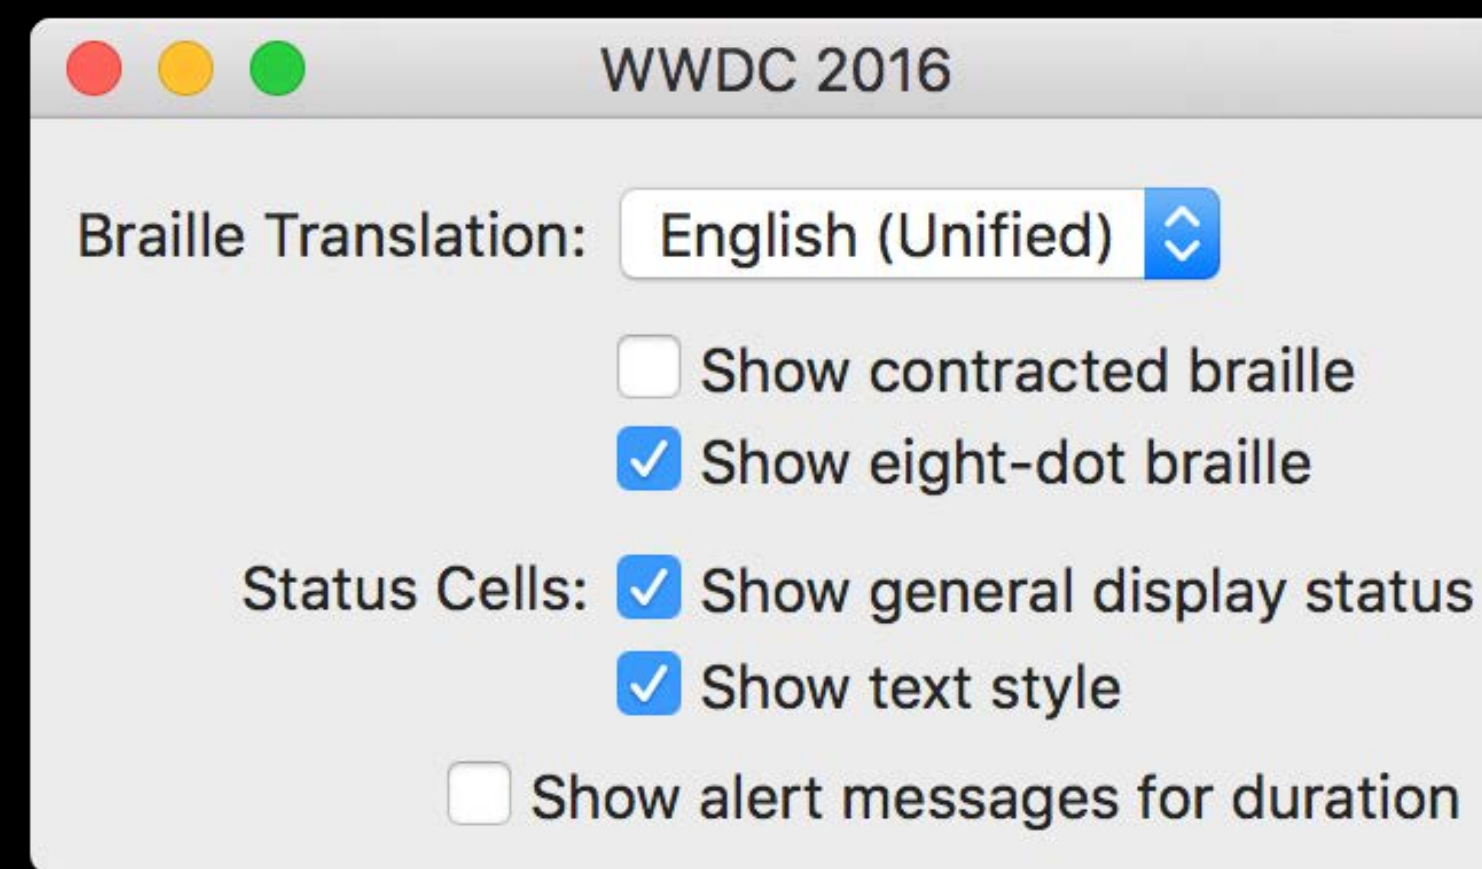 WWDC 2016
Braille Translation: English (Unified)
Show contracted braille
Show eight-dot braille
Status Cells: Show general display status
Show text style
Show alert messages for duration